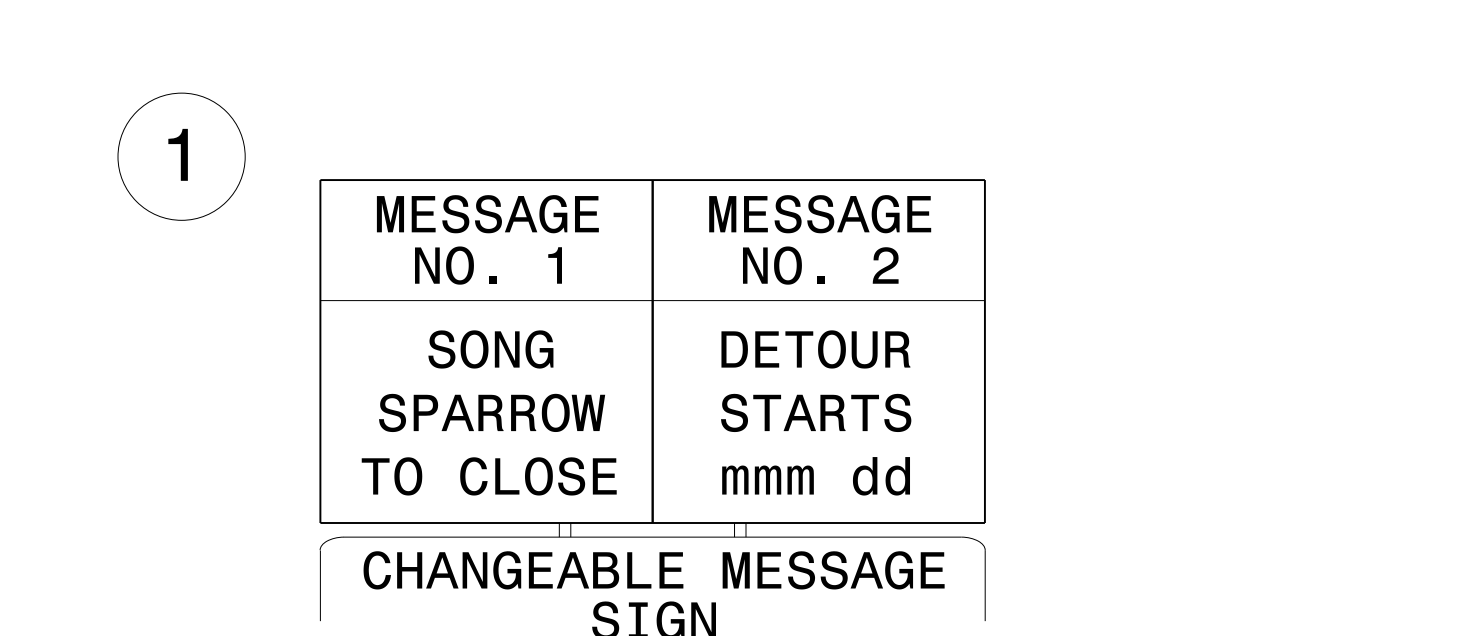 1
MESSAGE
NO. 1
MESSAGE
NO. 2
SONG
SPARROW
TO CLOSE
DETOUR
STARTS
mmm dd
CHANGEABLE MESSAGE
SIGN